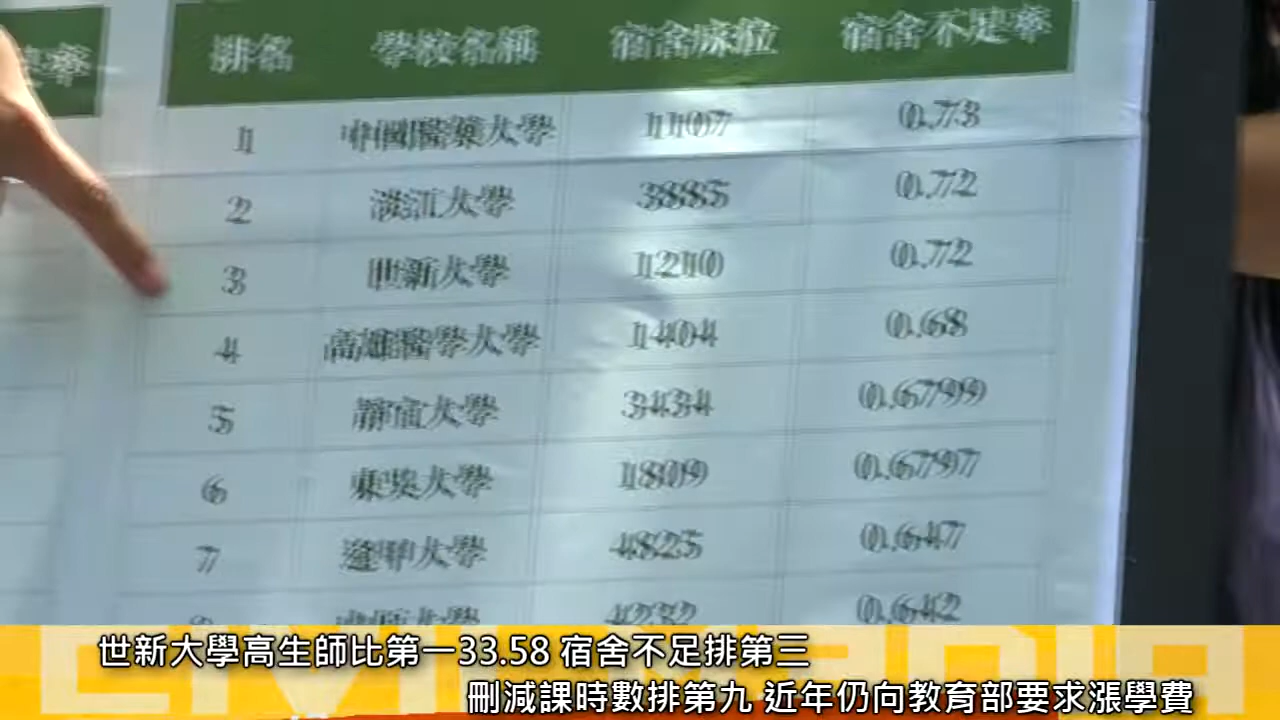 排名 學校名稱 宿舍床位 宿舍不足率
1 中國醫藥大學 1107 0.73
2 淡江大學 3885 0.72
3 世新大學 1210 0.72
4 高雄醫學大學 1404 0.68
5 靜宜大學 3434 0.6799
6 東吳大學 1809 0.6797
7 逢甲大學 4825 0.647
大學 4232 0.642
世新大學高生師比第一33.58 宿舍不足排第三
刪減課時數排第九 近年仍向教育部要求漲學費